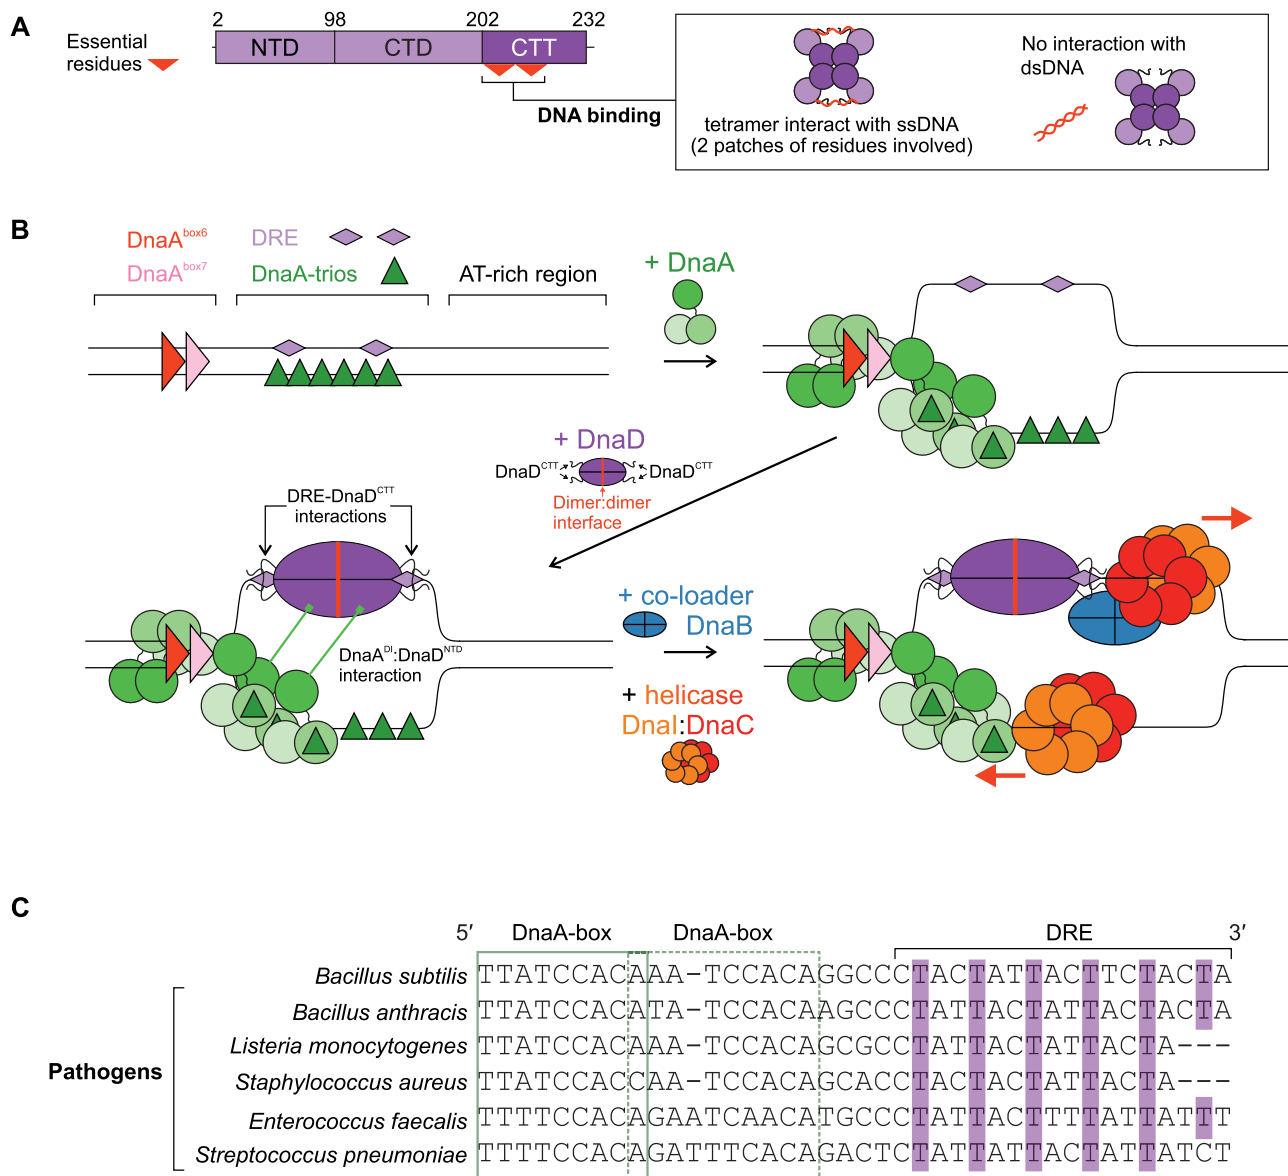 A
2 98 202 232
Essential
residues
NTD CTD CTT
DNA binding
tetramer interact with ssDNA
(2 patches of residues involved)
No interaction with
dsDNA
B
DnaAbox6 DRE
DnaAbox7 DnaA-trios AT-rich region
+ DnaA
+ DnaD
DnaDCTT DnaDCTT
Dimer:dimer
interface
DRE-DnaDCTT
interactions
DnaADI:DnaDNTD
interaction
+ co-loader
DnaB
+ helicase
DnaI:DnaC
C
5′ DnaA-box DnaA-box DRE 3′
Bacillus subtilis TTATCCACAAA-TCCACAGGCCCTACTATTACTTCTACTA
Bacillus anthracis TTATCCACATA-TCCACAAGCCCTATTACTATTACTACTA
Listeria monocytogenes TTATCCACAAA-TCCACAGCGCCTATTACTATTACTA---
Pathogens
Staphylococcus aureus TTATCCACCAA-TCCACAGCACCTACTACTATTACTA---
Enterococcus faecalis TTTTCCACAGAATCAACATGCCCTATTACTTTTATTATTT
Streptococcus pneumoniae TTTTCCACAGATTTCACAGACTCTATTATTACTATTATCT